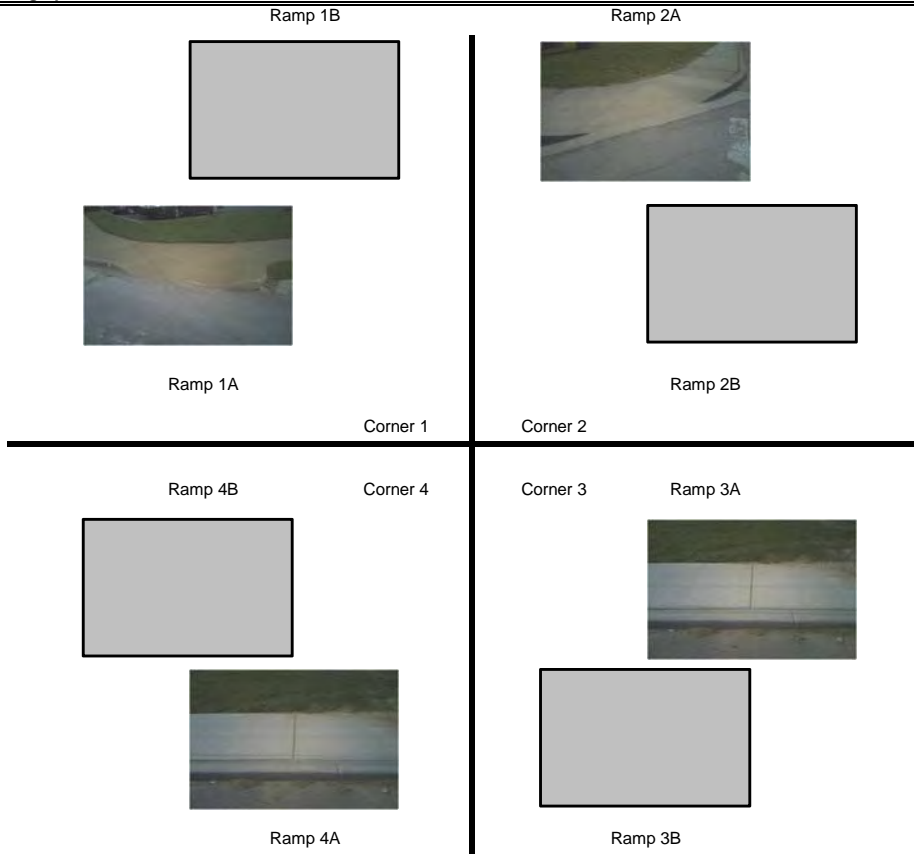 Ramp 1B Ramp 2A
Ramp 1A Ramp 2B
Corner 1 Corner 2
Ramp 4B Corner 4 Corner 3 Ramp 3A
Ramp 4A Ramp 3B